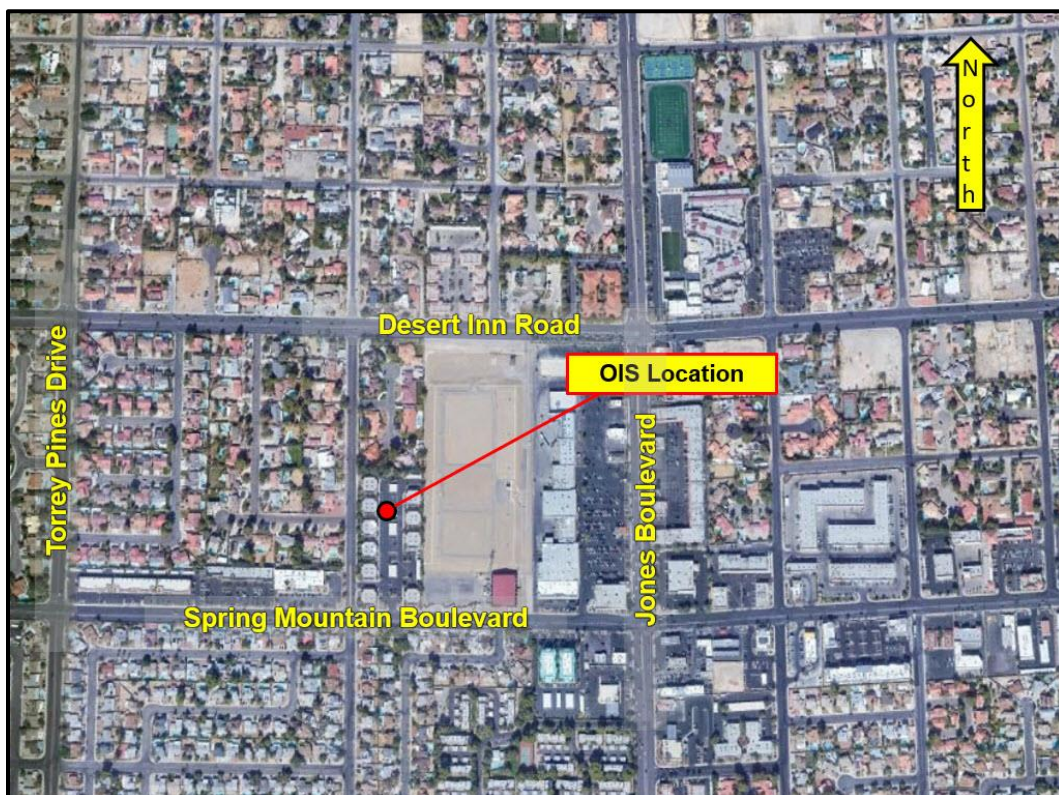 North
Desert Inn Road
OIS Location
Torrey Pines Drive
Jones Boulevard
Spring Mountain Boulevard